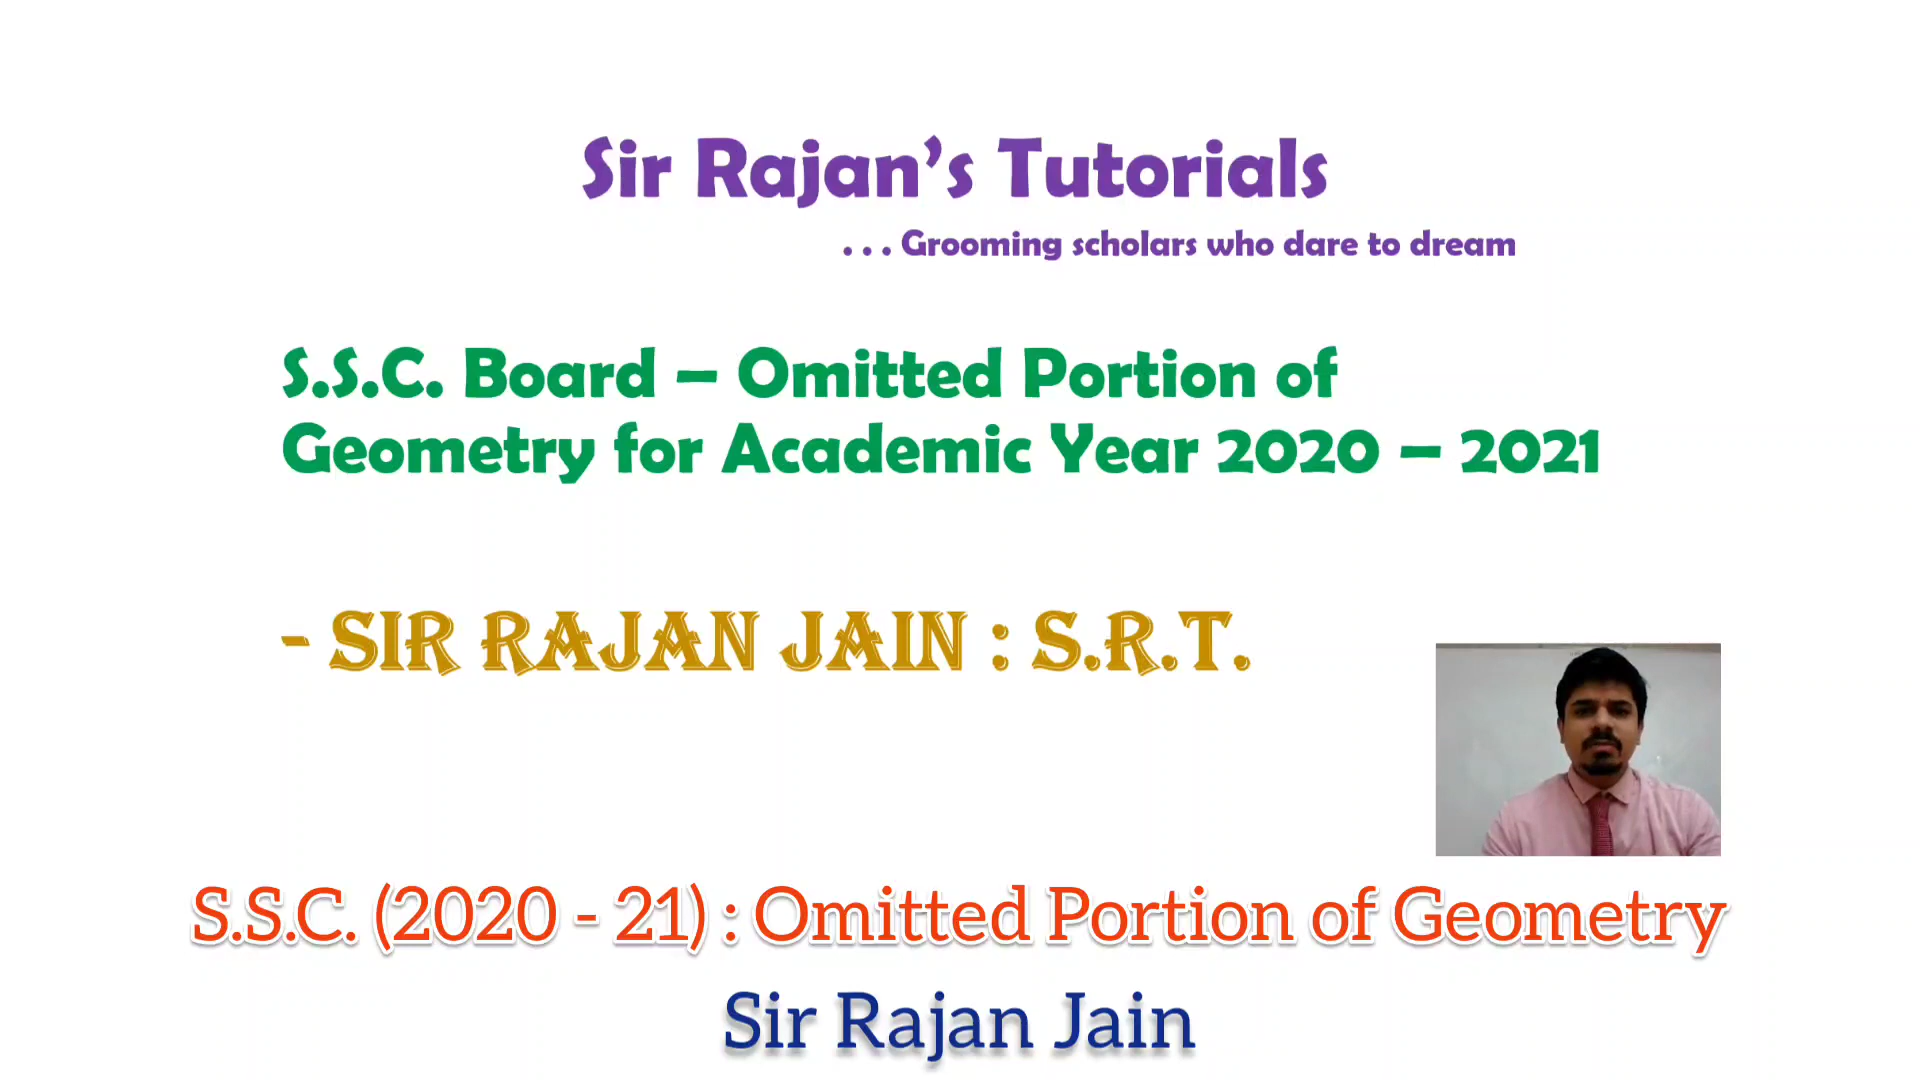 Sir Rajan’s Tutorials
. . . Grooming scholars who dare to dream
S.S.C. Board – Omitted Portion of
Geometry for Academic Year 2020 – 2021
- SIR RAJAN JAIN : S.R.T.
S.S.C. (2020 - 21) : Omitted Portion of Geometry
Sir Rajan Jain